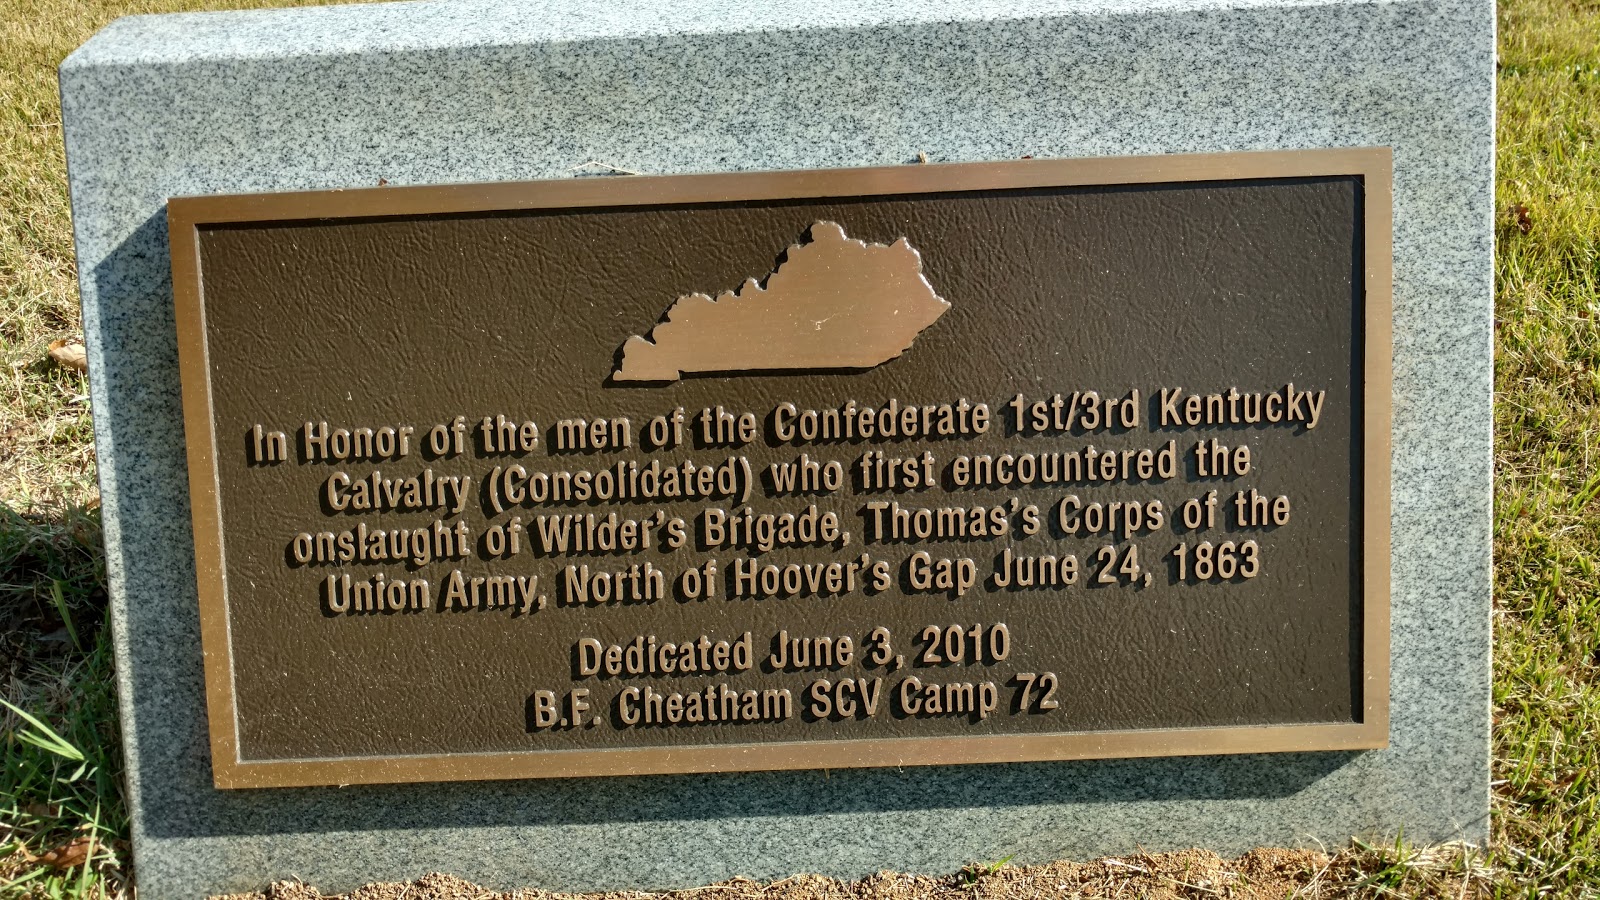 In Honor of the men of the Confederate 1st/3rd Kentucky
Calvalry (Consolidated) who first encountered the
onslaught of Wilder's Brigade, Thomas's Corps of the
Union Army, North of Hoover's Gap June 24, 1863
Dedicated June 3, 2010
B.F. Cheatham SCV Camp 72